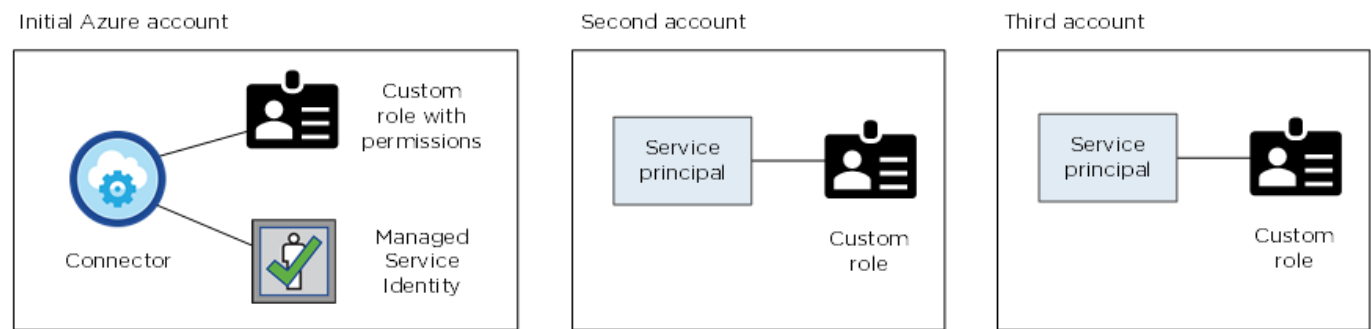 Initial Azure account
Custom
role with
permissions
Connector
Managed
Service
Identity
Second account
Service
principal
Custom
role
Third account
Service
principal
Custom
role